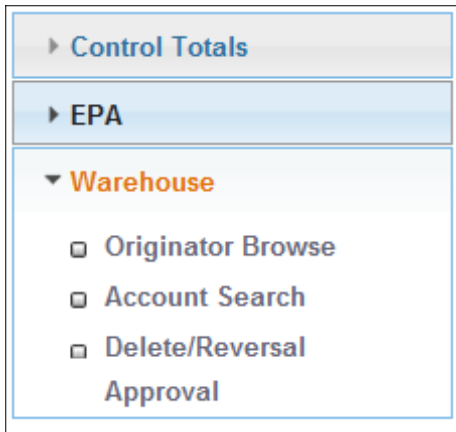 Control Totals
EPA
Warehouse
Originator Browse
Account Search
Delete/Reversal
Approval